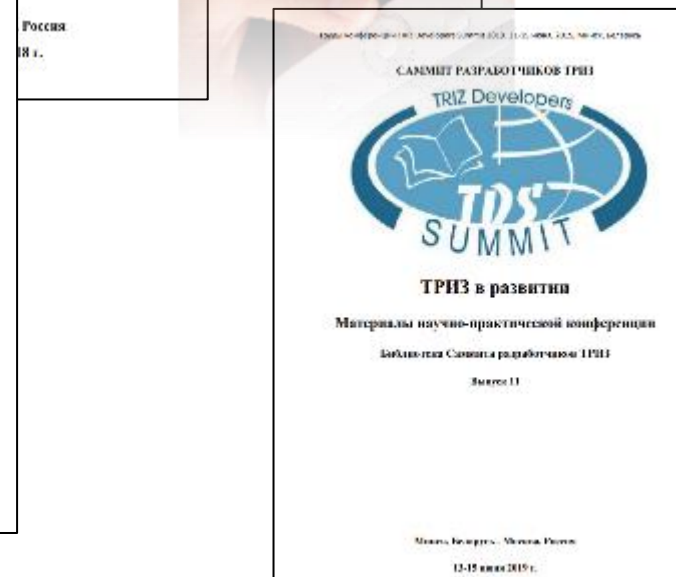 Россия
8 г.
САММИТ РАЗРАБОТЧИКОВ ТРИЗ
TRIZ Developers
TDS
SUMMIT
ТРИЗ в развитии
Материалы научно-практической конференции
Библиотека Саммита разработчиков ТРИЗ
Выпуск 11
Минск, Беларусь - Москва, Россия
13-15 июня 2019 г.